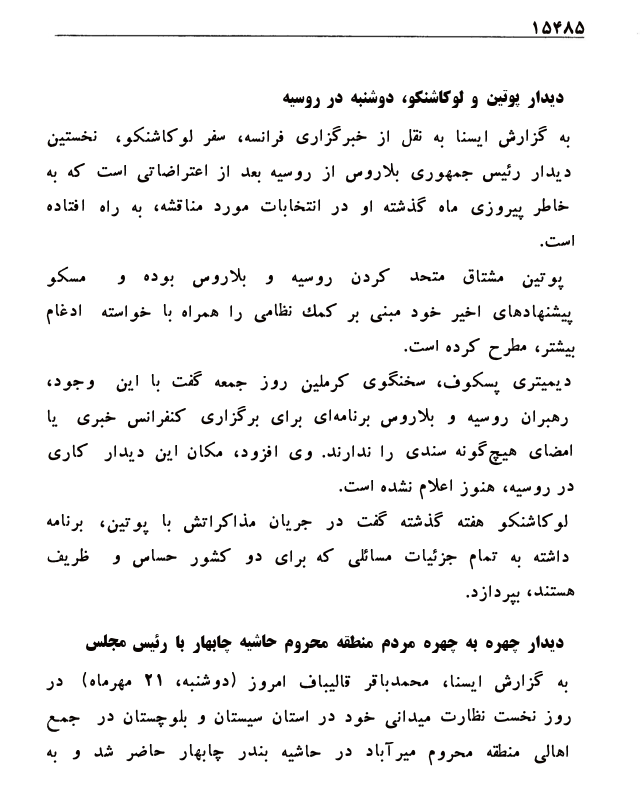 ۱۵۴۸۵
دیدار پوتین و لوکاشنکو، دوشنبه در روسیه
به گزارش ایسنا به نقل از خبرگزاری فرانسه، سفر لوکاشنکو، نخستین
دیدار رئیس جمهوری بلاروس از روسیه بعد از اعتراضاتی است که به
خاطر پیروزی ماه گذشته او در انتخابات مورد مناقشه، به راه افتاده
است.
پوتین مشتاق متحد کردن روسیه و بلاروس بوده و مسکو
پیشنهادهای اخیر خود مبنی بر کمك نظامی را همراه با خواسته ادغام
بیشتر، مطرح کرده است.
دیمیتری پسکوف، سخنگوی کرملین روز جمعه گفت با این وجود،
رهبران روسیه و بلاروس برنامه‌ای برای برگزاری کنفرانس خبری یا
امضای هیچ‌گونه سندی را ندارند. وی افزود، مکان این دیدار کاری
در روسیه، هنوز اعلام نشده است.
لوکاشنکو هفته گذشته گفت در جریان مذاکراتش با پوتین، برنامه
داشته به تمام جزئیات مسائلی که برای دو کشور حساس و ظریف
هستند، بپردازد.
دیدار چهره به چهره مردم منطقه محروم حاشیه چابهار با رئیس مجلس
به گزارش ایسنا، محمدباقر قالیباف امروز (دوشنبه، ۲۱ مهرماه) در
روز نخست نظارت میدانی خود در استان سیستان و بلوچستان در جمع
اهالی منطقه محروم میرآباد در حاشیه بندر چابهار حاضر شد و به